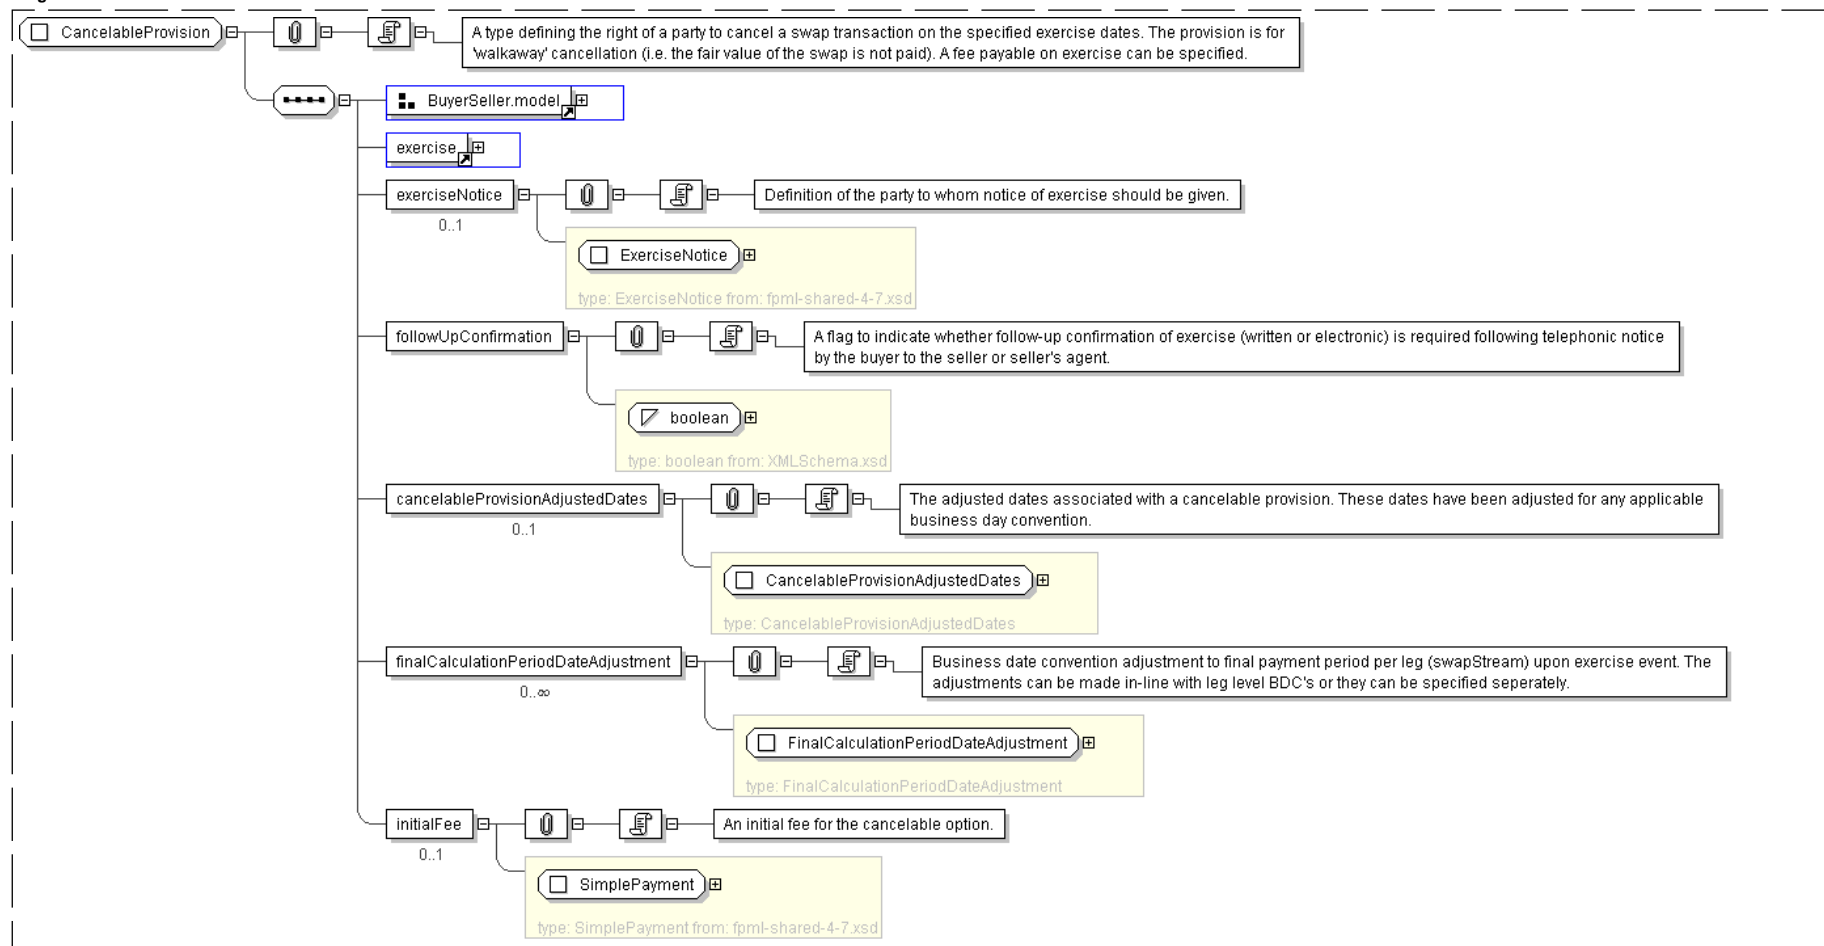 CancelableProvision
A type defining the right of a party to cancel a swap transaction on the specified exercise dates. The provision is for
'walkaway' cancellation (i.e. the fair value of the swap is not paid). A fee payable on exercise can be specified.
BuyerSeller.model
exercise
exerciseNotice
Definition of the party to whom notice of exercise should be given.
0..1
ExerciseNotice
type: ExerciseNotice from: fpml-shared-4-7.xsd
followUpConfirmation
A flag to indicate whether follow-up confirmation of exercise (written or electronic) is required following telephonic notice
by the buyer to the seller or seller's agent.
boolean
type: boolean from: XMLSchema.xsd
cancelableProvisionAdjustedDates
The adjusted dates associated with a cancelable provision. These dates have been adjusted for any applicable
business day convention.
0..1
CancelableProvisionAdjustedDates
type: CancelableProvisionAdjustedDates
finalCalculationPeriodDateAdjustment
Business date convention adjustment to final payment period per leg (swapStream) upon exercise event. The
adjustments can be made in-line with leg level BDC's or they can be specified seperately.
0..∞
FinalCalculationPeriodDateAdjustment
type: FinalCalculationPeriodDateAdjustment
initialFee
An initial fee for the cancelable option.
0..1
SimplePayment
type: SimplePayment from: fpml-shared-4-7.xsd